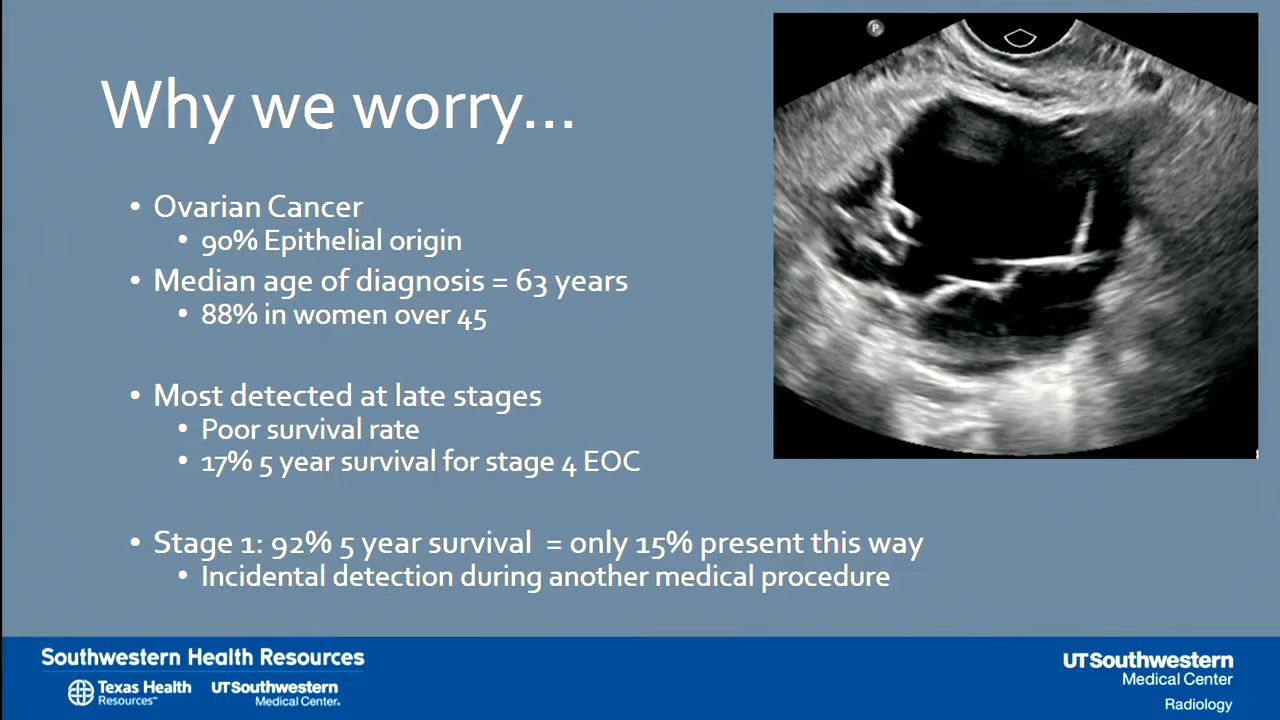 Why we worry...
• Ovarian Cancer
• 90% Epithelial origin
• Median age of diagnosis = 63 years
• 88% in women over 45
• Most detected at late stages
• Poor survival rate
• 17% 5 year survival for stage 4 EOC
• Stage 1: 92% 5 year survival = only 15% present this way
• Incidental detection during another medical procedure
P
Southwestern Health Resources
Texas Health
Resources™
UTSouthwestern
Medical Center®
UTSouthwestern
Medical Center
Radiology